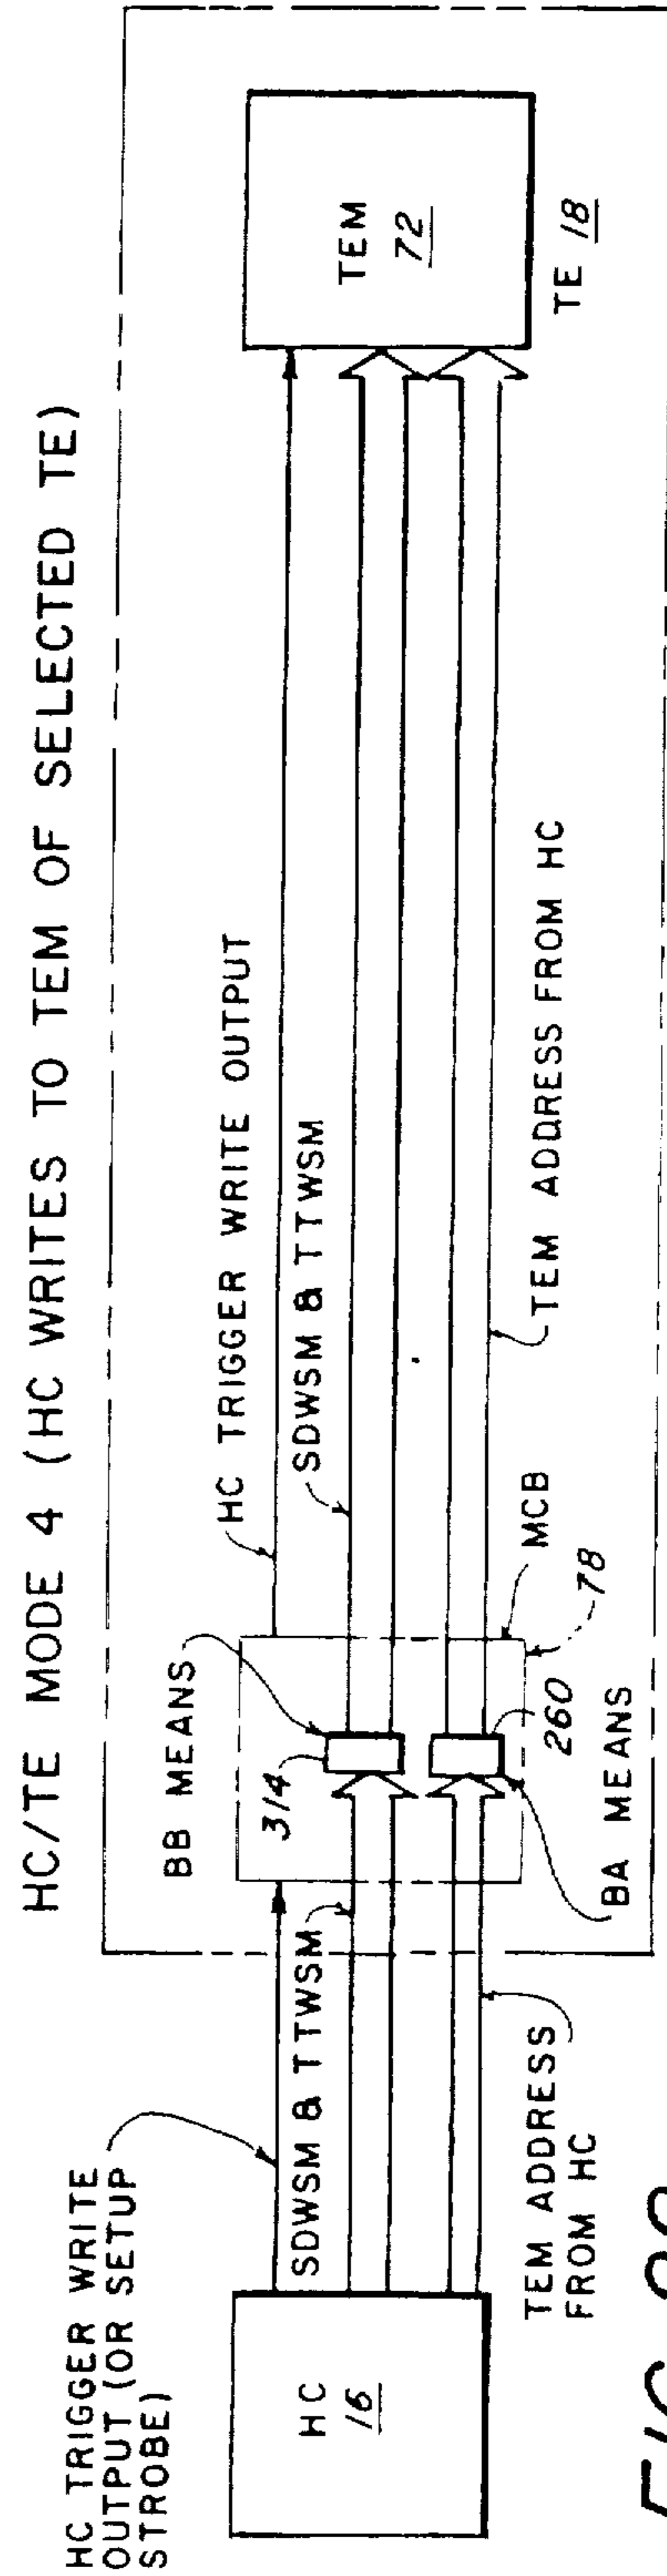 HC/TE MODE 4 (HC WRITES TO TEM OF SELECTED TE)
HC TRIGGER WRITE
OUTPUT (OR SETUP
STROBE)
HC
16
SDWSM & TTWSM
TEM ADDRESS
FROM HC
BB MEANS
314
260
BA MEANS
MCB
78
HC TRIGGER WRITE OUTPUT
SDWSM & TTWSM
TEM ADDRESS FROM HC
TEM
72
TE 18